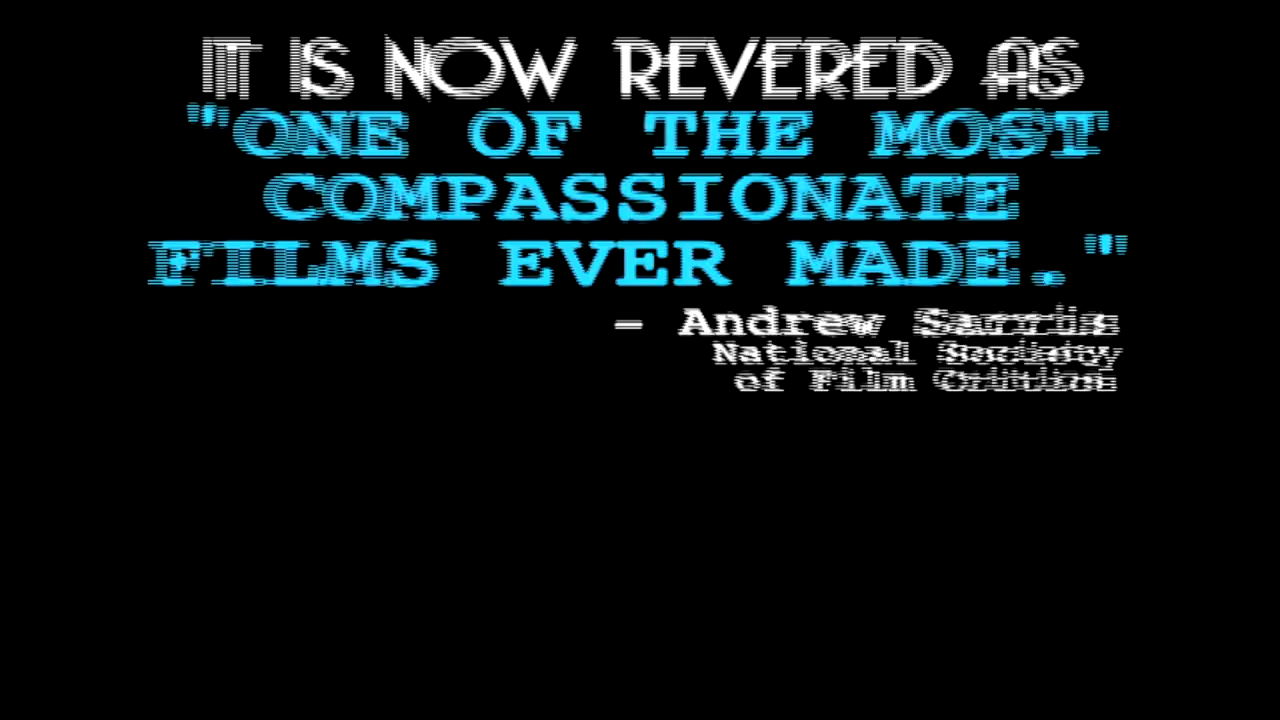 IT IS NOW REVERED AS
"ONE OF THE MOST
COMPASSIONATE
FILMS EVER MADE."
– Andrew Sarris
National Society
of Film Critics